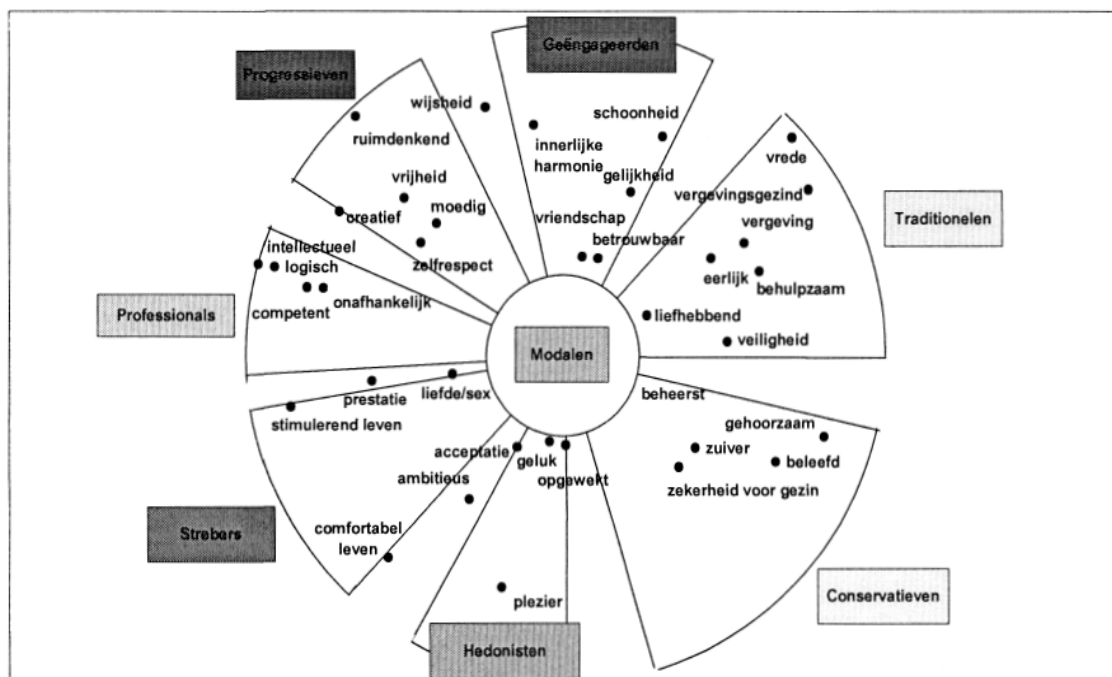 Geëngageerden
Progressieven
wijsheid
schoonheid
ruimdenkend
innerlijke
harmonie
vrede
gelijkheid
vrijheid
vergevingsgezind
moedig
creatief
vriendschap
vergeving
Traditionelen
betrouwbaar
intellectueel
zelfrespect
logisch
eerlijk
behulpzaam
onafhankelijk
competent
Professionals
liefhebbend
veiligheid
Modalen
prestatie
liefde/sex
beheerst
stimulerend leven
gehoorzaam
acceptatie
geluk
zuiver
beleefd
ambitieus
opgewekt
zekerheid voor gezin
comfortabel
leven
Strebers
plezier
Conservatieven
Hedonisten